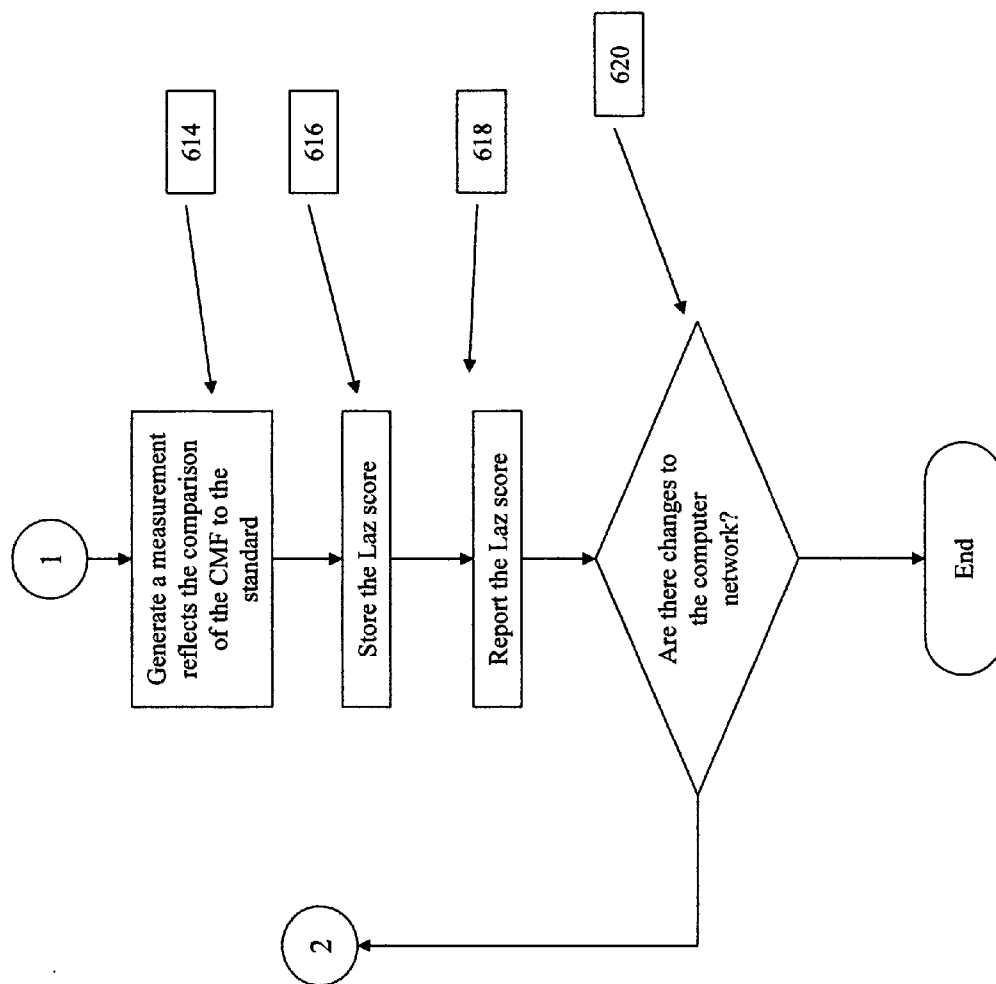 1
Generate a measurement
reflects the comparison
of the CMF to the
standard
614
Store the Laz score
616
Report the Laz score
618
Are there changes to
the computer
network?
620
2
End